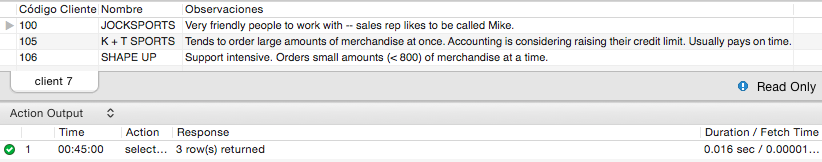 Código Cliente Nombre Observaciones
100 JOCKSPORTS Very friendly people to work with -- sales rep likes to be called Mike.
105 K + T SPORTS Tends to order large amounts of merchandise at once. Accounting is considering raising their credit limit. Usually pays on time.
106 SHAPE UP Support intensive. Orders small amounts (< 800) of merchandise at a time.
client 7 Read Only
Action Output
Time Action Response Duration / Fetch Time
1 00:45:00 select... 3 row(s) returned 0.016 sec / 0.00001...